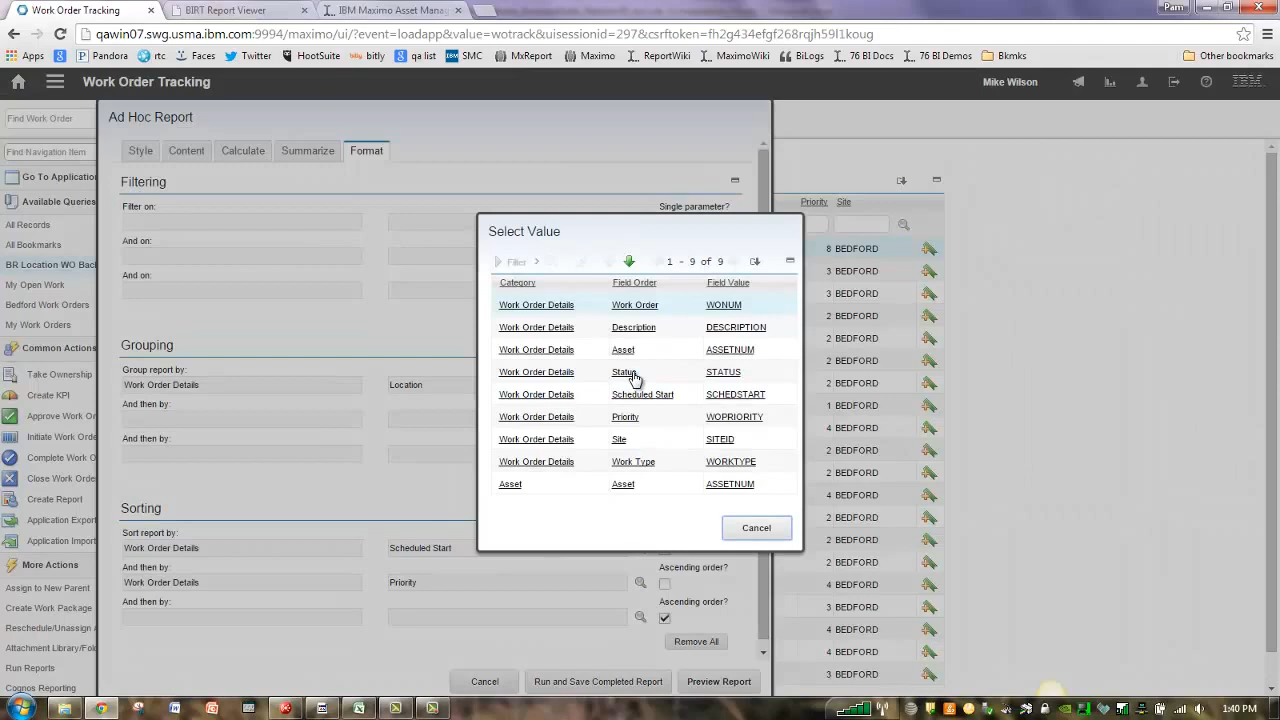 Work Order Tracking
BIRT Report Viewer
IBM Maximo Asset Mana
Pam
qawin07.swg.usma.ibm.com:9994/maximo/ui/?event=loadapp&value=wotrack&uisessionid=297&csrftoken=fh2g434efgf268rqjh59l1koug
Apps
Pandora
rtc
Faces
Twitter
HootSuite
bitly
qa list
SMC
MxReport
Maximo
ReportWiki
MaximoWiki
BiLogs
76 BI Docs
76 BI Demos
Bkmks
Other bookmarks
Work Order Tracking
Mike Wilson
IBM
Find Work Order
Find Navigation Item
Go To Application
Available Queries
All Records
All Bookmarks
BR Location WO Back
My Open Work
Bedford Work Orders
My Work Orders
Common Actions
Take Ownership
Create KPI
Approve Work Or
Initiate Work Orde
Complete Work O
Close Work Orde
Create Report
Application Export
Application Import
More Actions
Assign to New Parent
Create Work Package
Reschedule/Unassign A
Attachment Library/Fold
Run Reports
Cognos Reporting
Ad Hoc Report
Style
Content
Calculate
Summarize
Format
Filtering
Filter on:
Single parameter?
And on:
And on:
Grouping
Group report by:
Work Order Details
Location
And then by:
And then by:
Sorting
Sort report by:
Work Order Details
Scheduled Start
And then by:
Ascending order?
Work Order Details
Priority
And then by:
Ascending order?
Remove All
Cancel
Run and Save Completed Report
Preview Report
Select Value
Filter
1 - 9 of 9
Category Field Order Field Value
Work Order Details Work Order WONUM
Work Order Details Description DESCRIPTION
Work Order Details Asset ASSETNUM
Work Order Details Status STATUS
Work Order Details Scheduled Start SCHEDSTART
Work Order Details Priority WOPRIORITY
Work Order Details Site SITEID
Work Order Details Work Type WORKTYPE
Asset Asset ASSETNUM
Cancel
Priority Site
8 BEDFORD
3 BEDFORD
3 BEDFORD
2 BEDFORD
2 BEDFORD
2 BEDFORD
2 BEDFORD
1 BEDFORD
4 BEDFORD
2 BEDFORD
2 BEDFORD
4 BEDFORD
2 BEDFORD
2 BEDFORD
2 BEDFORD
4 BEDFORD
3 BEDFORD
4 BEDFORD
4 BEDFORD
3 BEDFORD
1:40 PM